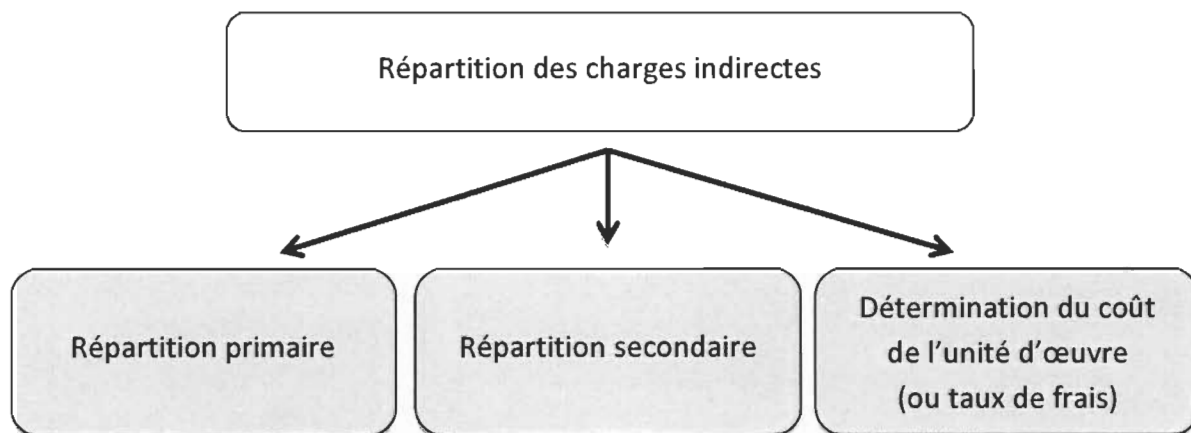 Répartition des charges indirectes
Répartition primaire
Répartition secondaire
Détermination du coût
de l'unité d'œuvre
(ou taux de frais)